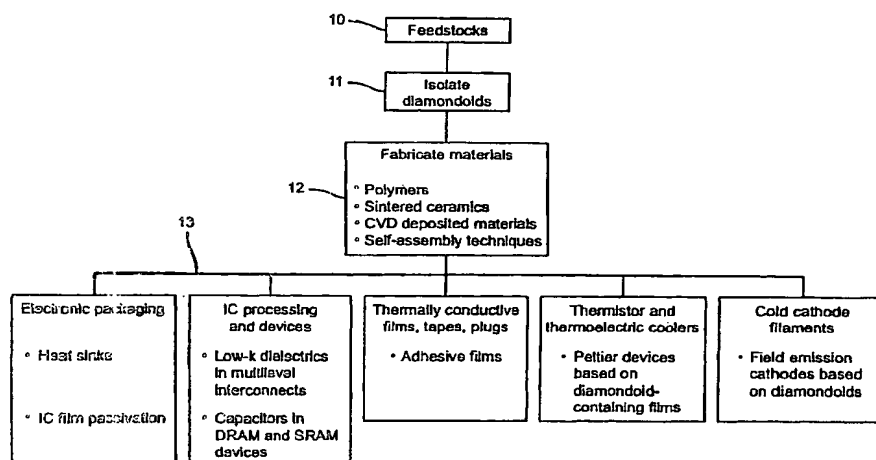 10
Feedstocks
11
Isolate
diamondoids
Fabricate materials
12
Polymers
Sintered ceramics
CVD deposited materials
Self-assembly techniques
13
Electronic packaging
Heat sinks
IC film passivation
IC processing
and devices
Low-k dielectrics
in multilevel
interconnects
Capacitors in
DRAM and SRAM
devices
Thermally conductive
films, tapes, plugs
Adhesive films
Thermistor and
thermoelectric coolers
Peltier devices
based on
diamondoid-
containing films
Cold cathode
filaments
Field emission
cathodes based
on diamondoids